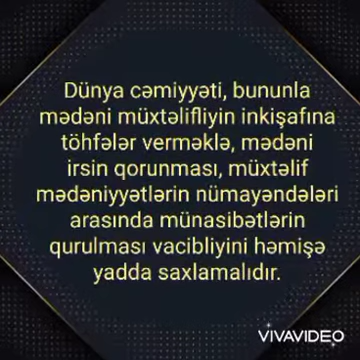 Dünya cəmiyyəti, bununla
mədəni müxtəlifliyin inkişafına
töhfələr verməklə, mədəni
irsin qorunması, müxtəlif
mədəniyyətlərin nümayəndələri
arasında münasibətlərin
qurulması vacibliyini həmişə
yadda saxlamalıdır.
VIVAVIDEO